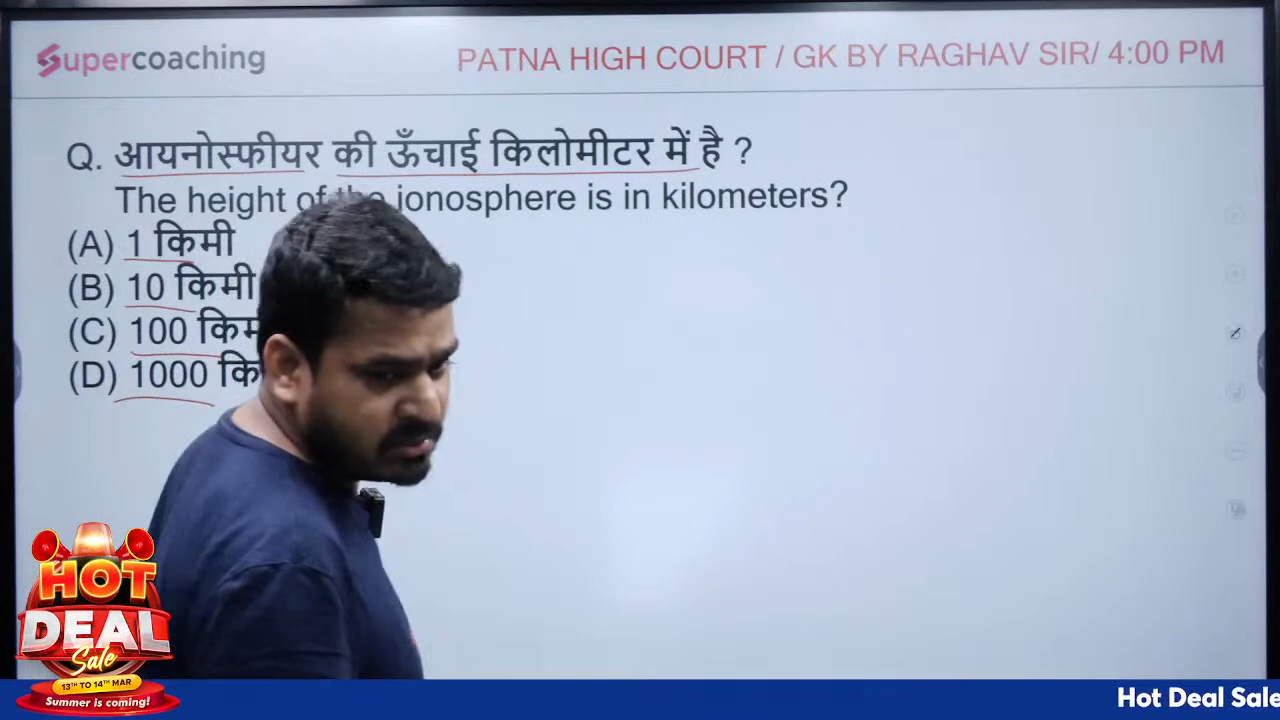 Supercoaching
PATNA HIGH COURT / GK BY RAGHAV SIR/ 4:00 PM
Q. आयनोस्फीयर की ऊँचाई किलोमीटर में है ?
The height of the ionosphere is in kilometers?
(A) 1 किमी
(B) 10 किमी
(C) 100
(D) 1000
HOT
DEAL
Sale
13TH TO 14TH MAR
Summer is coming!
Hot Deal Sale